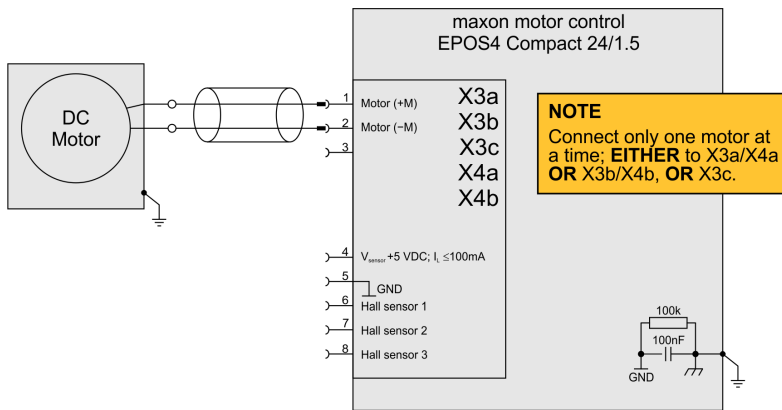 maxon motor control
EPOS4 Compact 24/1.5
DC
Motor
1
Motor (+M)
2
Motor (−M)
3
X3a
X3b
X3c
X4a
X4b
NOTE
Connect only one motor at
a time; EITHER to X3a/X4a
OR X3b/X4b, OR X3c.
4
Vsensor +5 VDC; IL ≤100mA
5
GND
6
Hall sensor 1
7
Hall sensor 2
8
Hall sensor 3
100k
100nF
GND